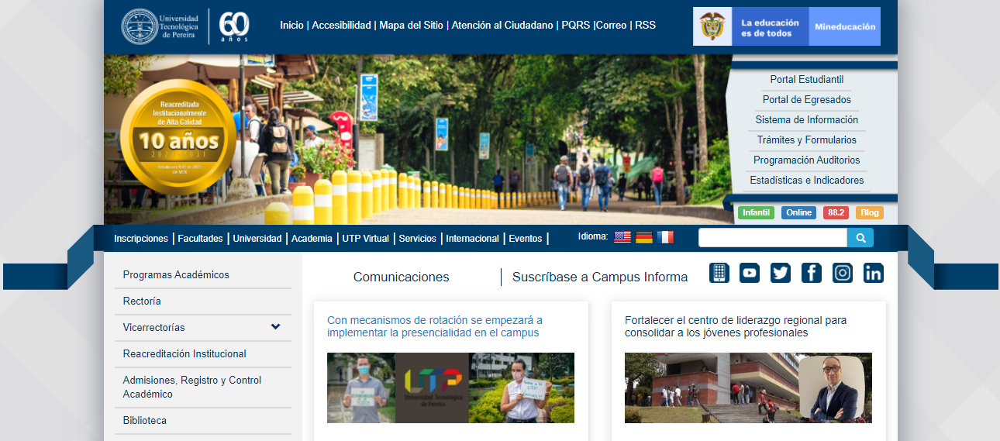 Universidad
Tecnológica
de Pereira
60
años
Inicio | Accesibilidad | Mapa del Sitio | Atención al Ciudadano | PQRS |Correo | RSS
La educación
es de todos
Mineducación
Reacreditada
Institucionalmente
de Alta Calidad
10 años
2021-2031
Portal Estudiantil
Portal de Egresados
Sistema de Información
Trámites y Formularios
Programación Auditorios
Estadísticas e Indicadores
Infantil Online 88.2 Blog
Inscripciones | Facultades | Universidad | Academia | UTP Virtual | Servicios | Internacional | Eventos |
Idioma:
Programas Académicos
Rectoría
Vicerrectorías
Reacreditación Institucional
Admisiones, Registro y Control
Académico
Biblioteca
Comunicaciones
Suscríbase a Campus Informa
Con mecanismos de rotación se empezará a
implementar la presencialidad en el campus
UTP
Universidad Tecnológica
de Pereira
Fortalecer el centro de liderazgo regional para
consolidar a los jóvenes profesionales